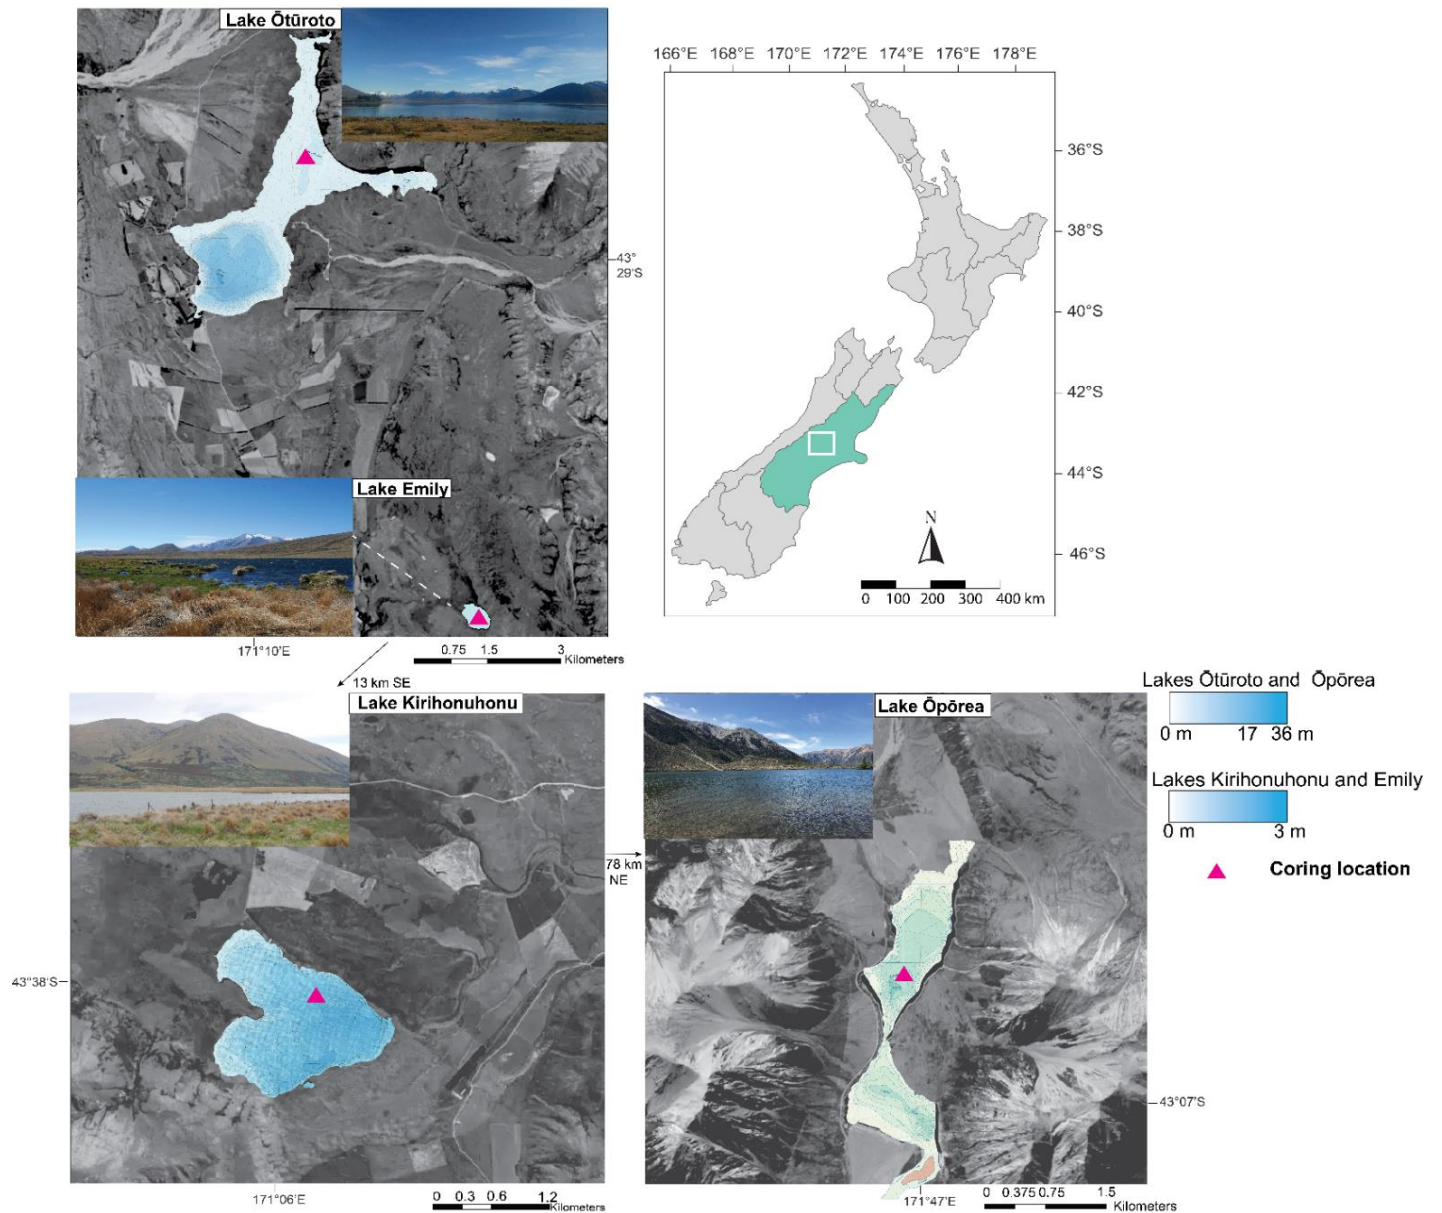 Lake Ōtūroto
43°
29'S
Lake Emily
171°10'E
0.75 1.5 3
Kilometers
13 km SE
166°E 168°E 170°E 172°E 174°E 176°E 178°E
36°S
38°S
40°S
42°S
44°S
46°S
N
0 100 200 300 400 km
Lake Kirihonuhonu
43°38'S
171°06'E
0 0.3 0.6 1.2
Kilometers
78 km
NE
Lake Ōpōrea
43°07'S
171°47'E
0 0.375 0.75 1.5
Kilometers
Lakes Ōtūroto and Ōpōrea
0 m 17 36 m
Lakes Kirihonuhonu and Emily
0 m 3 m
Coring location